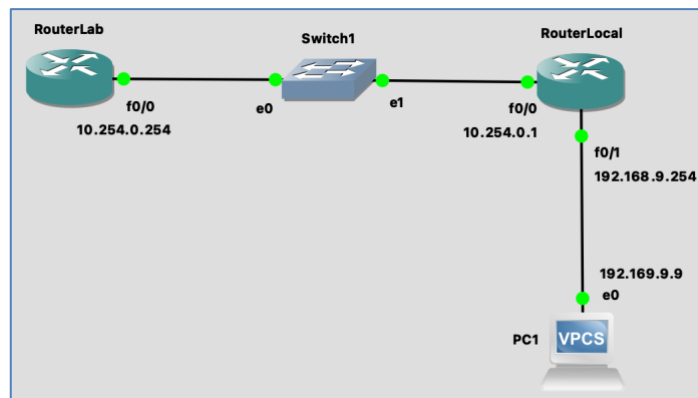 RouterLab
Switch1
RouterLocal
f0/0
e0
e1
f0/0
10.254.0.254
10.254.0.1
f0/1
192.168.9.254
192.169.9.9
e0
PC1
VPCS